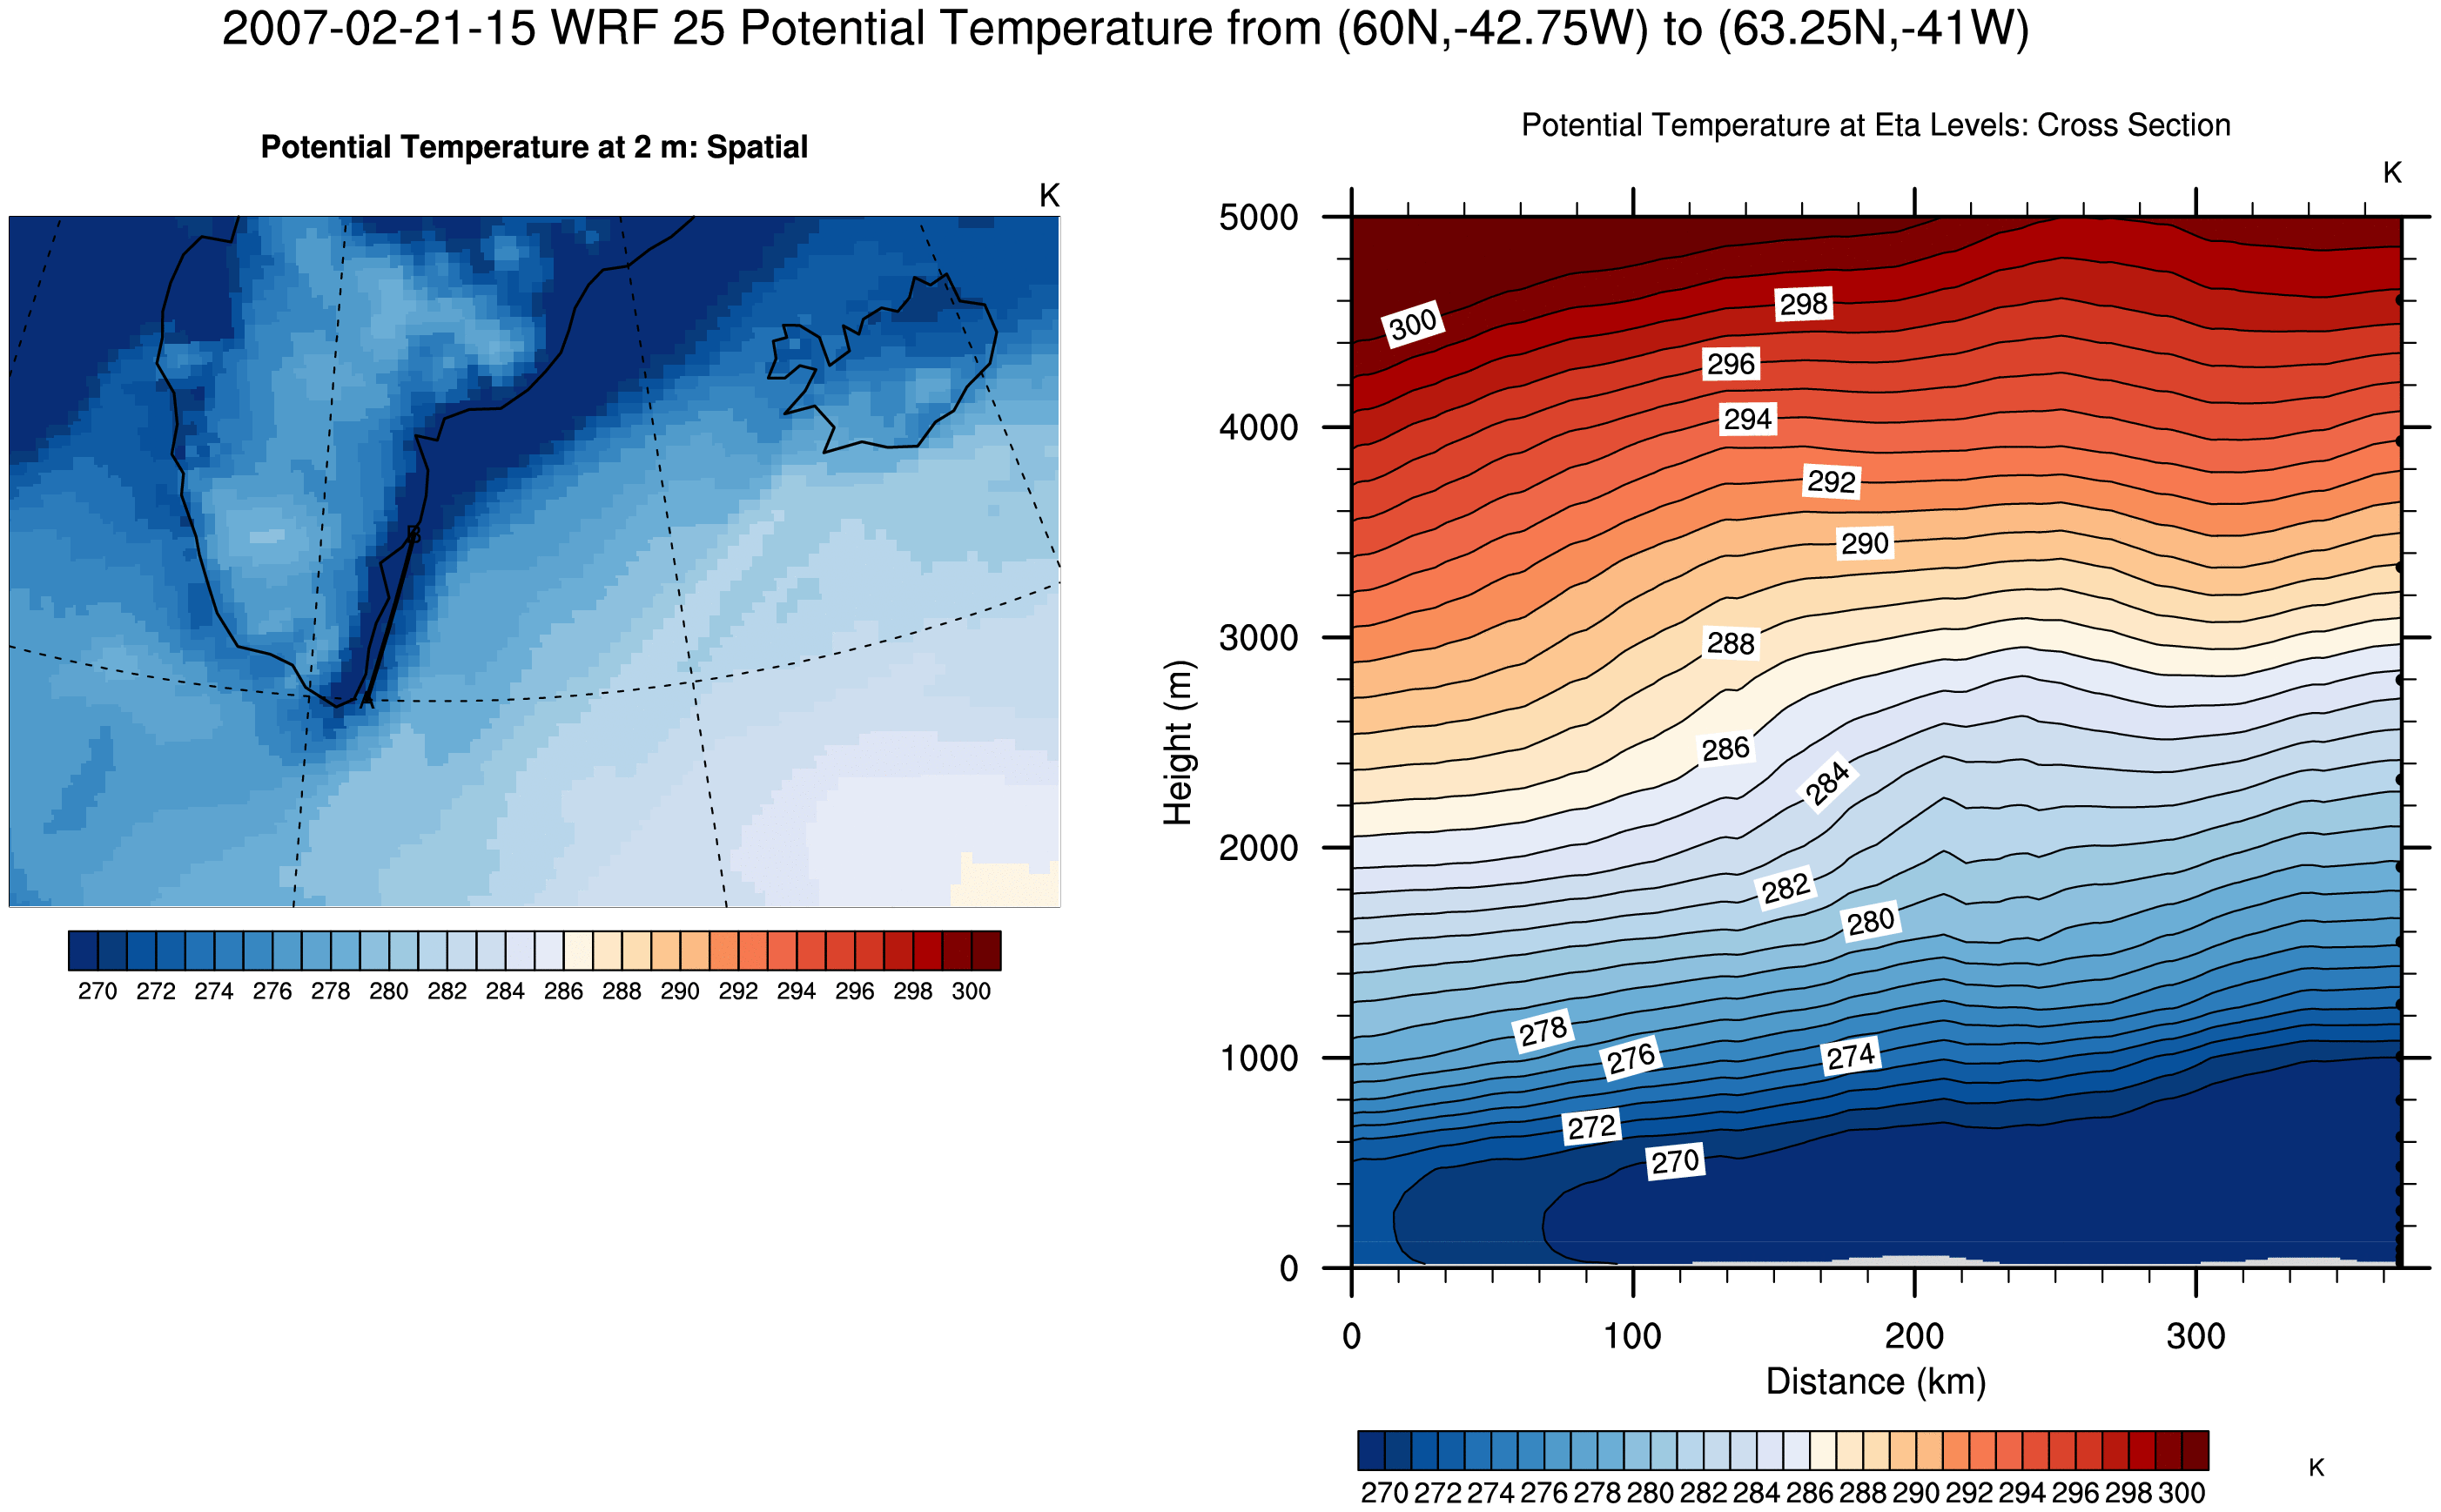 2007-02-21-15 WRF 25 Potential Temperature from (60N,-42.75W) to (63.25N,-41W)
Potential Temperature at 2 m: Spatial
K
B
A
270 272 274 276 278 280 282 284 286 288 290 292 294 296 298 300
Potential Temperature at Eta Levels: Cross Section
K
5000
4000
3000
2000
1000
0
Height (m)
300
298
296
294
292
290
288
286
284
282
280
278
276
274
272
270
0 100 200 300
Distance (km)
270 272 274 276 278 280 282 284 286 288 290 292 294 296 298 300
K